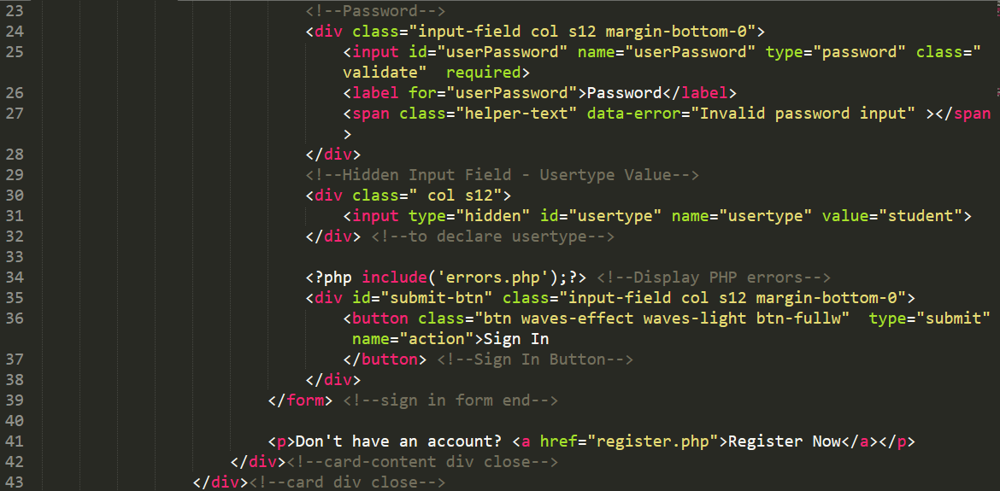 23 <!--Password-->
24 <div class="input-field col s12 margin-bottom-0">
25 <input id="userPassword" name="userPassword" type="password" class="
validate"  required>
26 <label for="userPassword">Password</label>
27 <span class="helper-text" data-error="Invalid password input" ></span
>
28 </div>
29 <!--Hidden Input Field - Usertype Value-->
30 <div class=" col s12">
31 <input type="hidden" id="usertype" name="usertype" value="student">
32 </div> <!--to declare usertype-->
33
34 <?php include('errors.php');?> <!--Display PHP errors-->
35 <div id="submit-btn" class="input-field col s12 margin-bottom-0">
36 <button class="btn waves-effect waves-light btn-fullw"  type="submit"
name="action">Sign In
37 </button> <!--Sign In Button-->
38 </div>
39 </form> <!--sign in form end-->
40
41 <p>Don't have an account? <a href="register.php">Register Now</a></p>
42 </div><!--card-content div close-->
43 </div><!--card div close-->